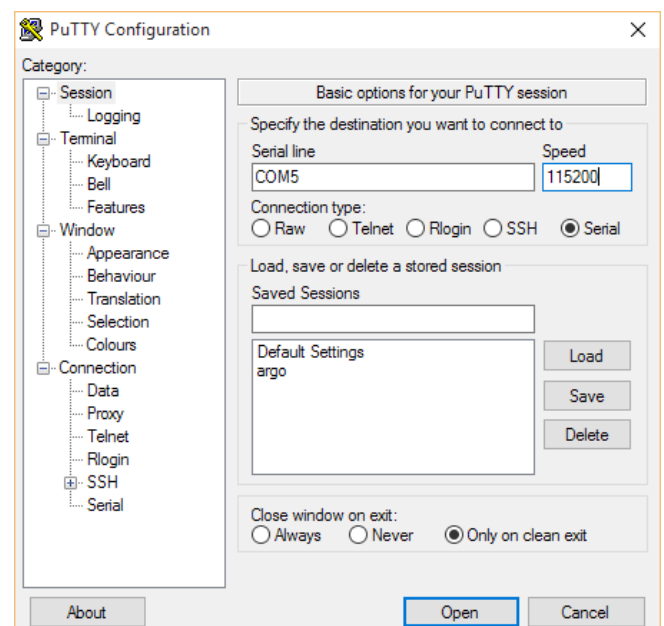 PuTTY Configuration
Category:
Session
Logging
Terminal
Keyboard
Bell
Features
Window
Appearance
Behaviour
Translation
Selection
Colours
Connection
Data
Proxy
Telnet
Rlogin
SSH
Serial
Basic options for your PuTTY session
Specify the destination you want to connect to
Serial line Speed
COM5 115200
Connection type:
Raw Telnet Rlogin SSH Serial
Load, save or delete a stored session
Saved Sessions
Default Settings
argo
Load
Save
Delete
Close window on exit:
Always Never Only on clean exit
About Open Cancel